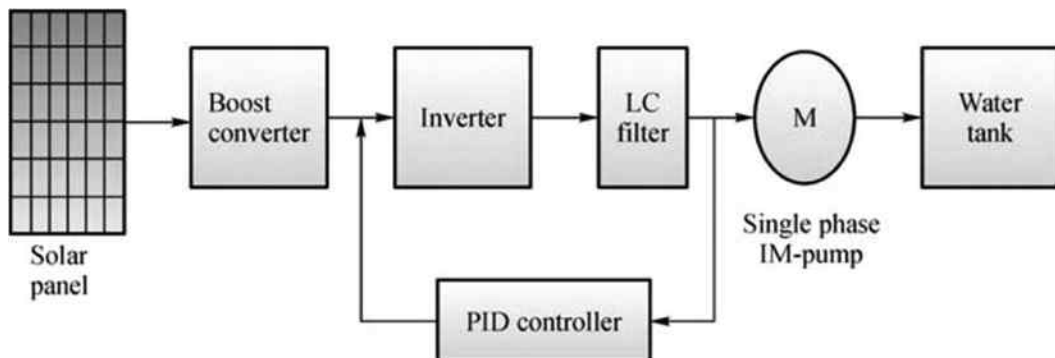 Solar
panel
Boost
converter
Inverter
LC
filter
M
Single phase
IM-pump
Water
tank
PID controller